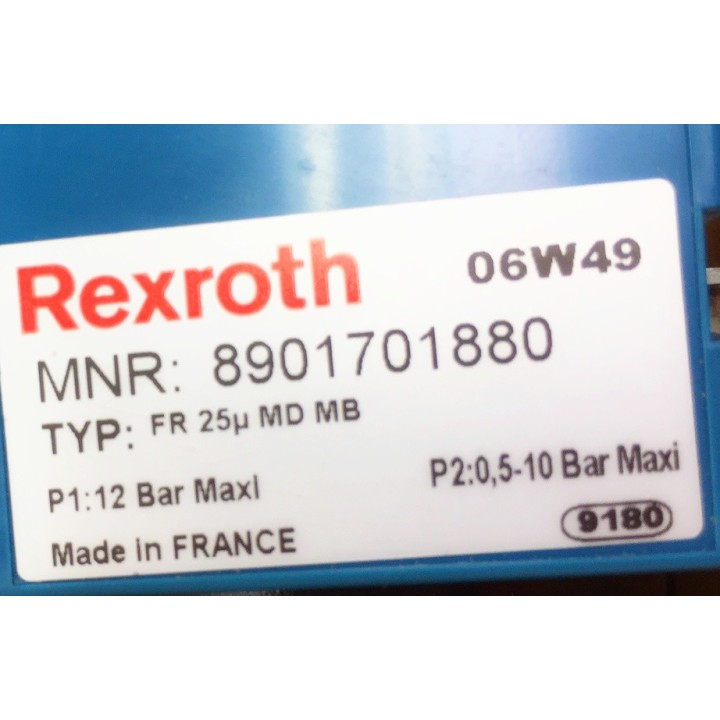 Rexroth 06W49
MNR: 8901701880
TYP: FR 25µ MD MB
P1:12 Bar Maxi P2:0,5-10 Bar Maxi
Made in FRANCE 9180